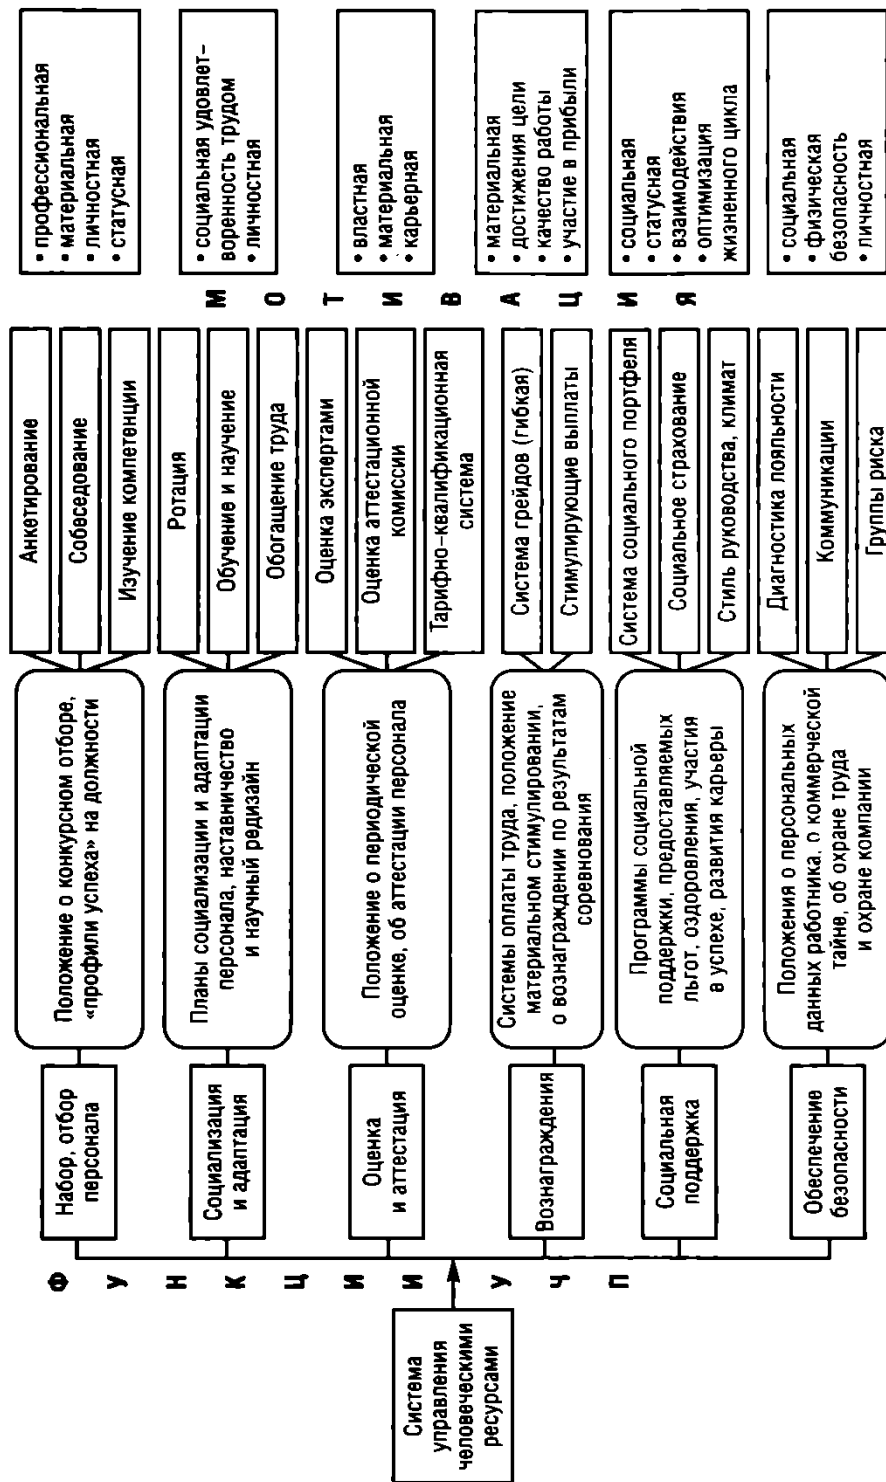 Система
управления
человеческими
ресурсами
ФУНКЦИИ УЧП
Набор, отбор
персонала
Положение о конкурсном отборе,
«профили успеха» на должности
Анкетирование
Собеседование
Изучение компетенции
• профессиональная
• материальная
• личностная
• статусная
Социализация
и адаптация
Планы социализации и адаптации
персонала, наставничество
и научный редизайн
Ротация
Обучение и научение
Обогащение труда
• социальная удовлет-
воренность трудом
• личностная
Оценка
и аттестация
Положение о периодической
оценке, об аттестации персонала
Оценка экспертами
Оценка аттестационной
комиссии
Тарифно-квалификационная
система
• властная
• материальная
• карьерная
Вознаграждения
Системы оплаты труда, положение
материальном стимулировании,
о вознаграждении по результатам
соревнования
Система грейдов (гибкая)
Стимулирующие выплаты
• материальная
• достижения цели
• качество работы
• участие в прибыли
Социальная
поддержка
Программы социальной
поддержки, предоставляемых
льгот, оздоровления, участия
в успехе, развития карьеры
Система социального портфеля
Социальное страхование
Стиль руководства, климат
• социальная
• статусная
• взаимодействия
• оптимизация
жизненного цикла
Обеспечение
безопасности
Положения о персональных
данных работника, о коммерческой
тайне, об охране труда
и охране компании
Диагностика лояльности
Коммуникации
Группы риска
• социальная
• физическая
безопасность
• личностная
МОТИВАЦИЯ